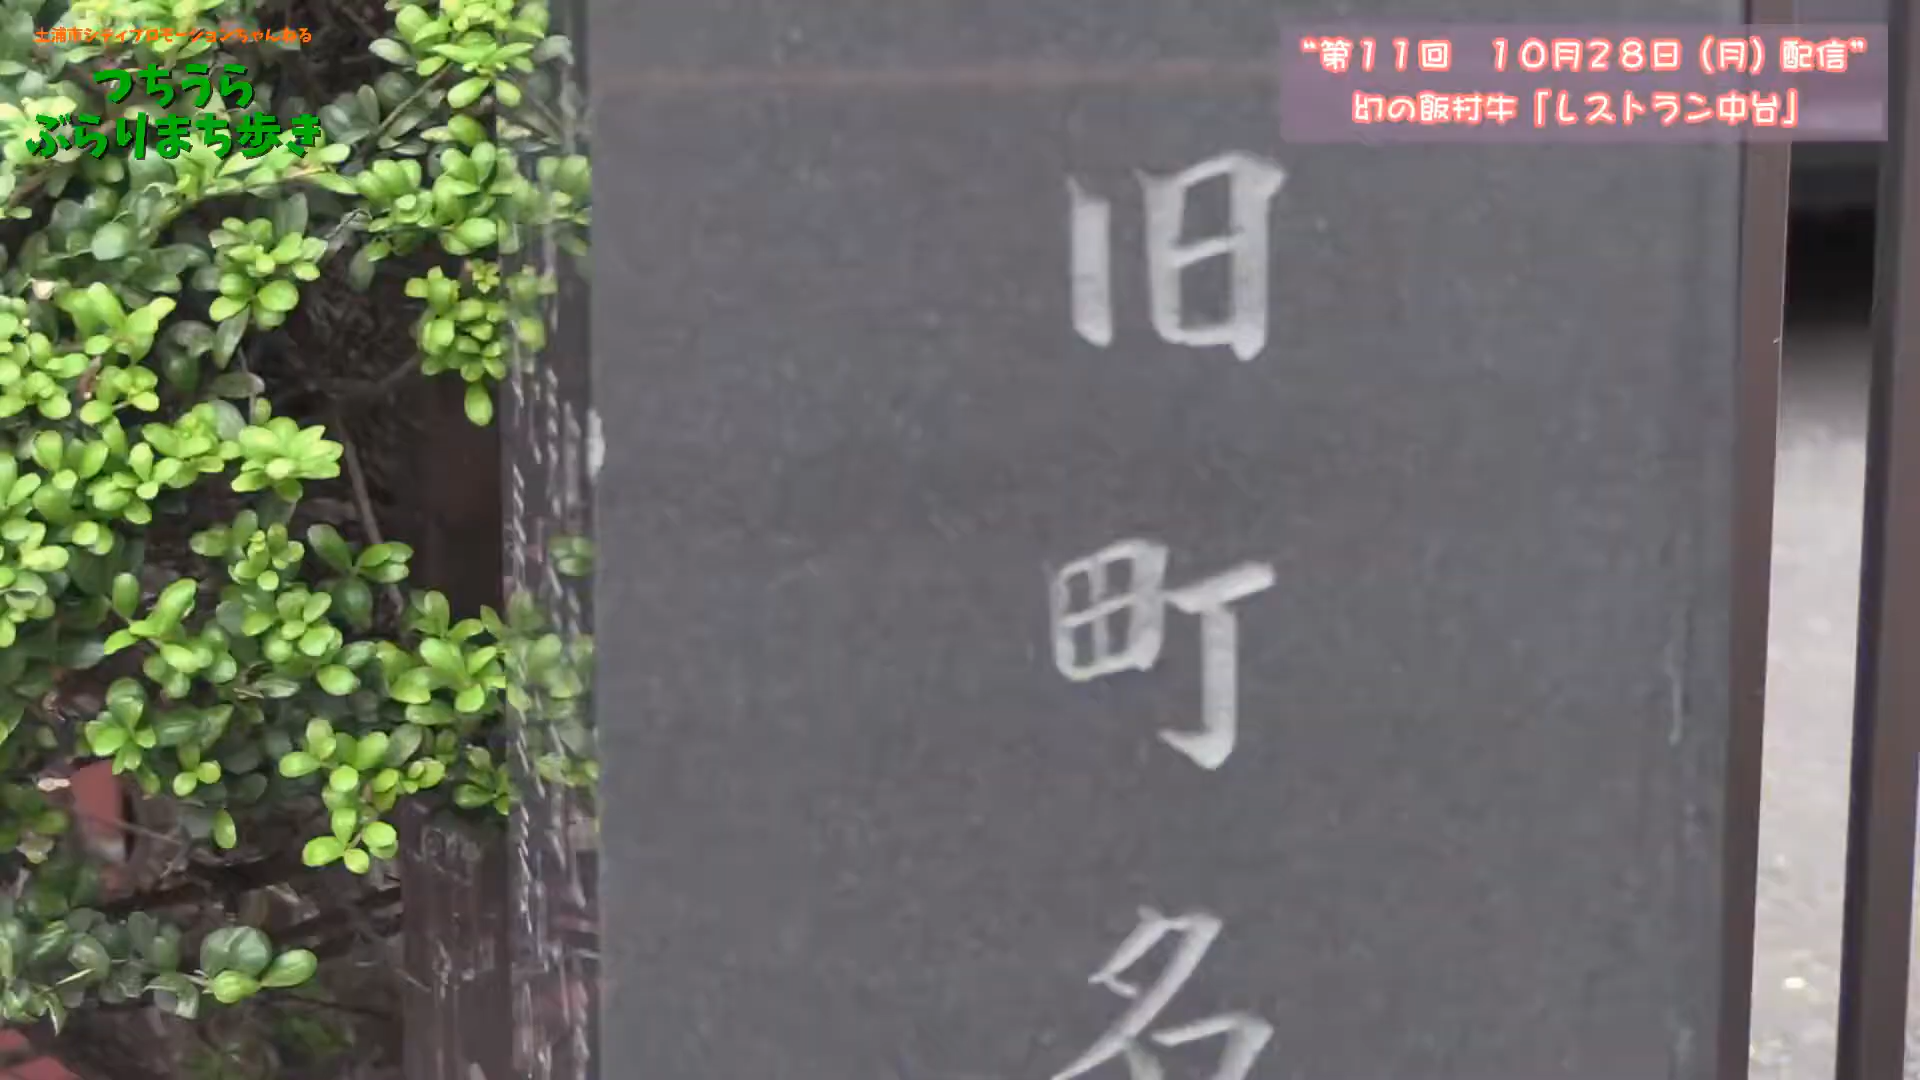 土浦市シティプロモーションちゃんねる
つちうら
ぶらりまち歩き
“第11回　10月28日（月）配信”
幻の飯村牛「レストラン中台」
旧町名